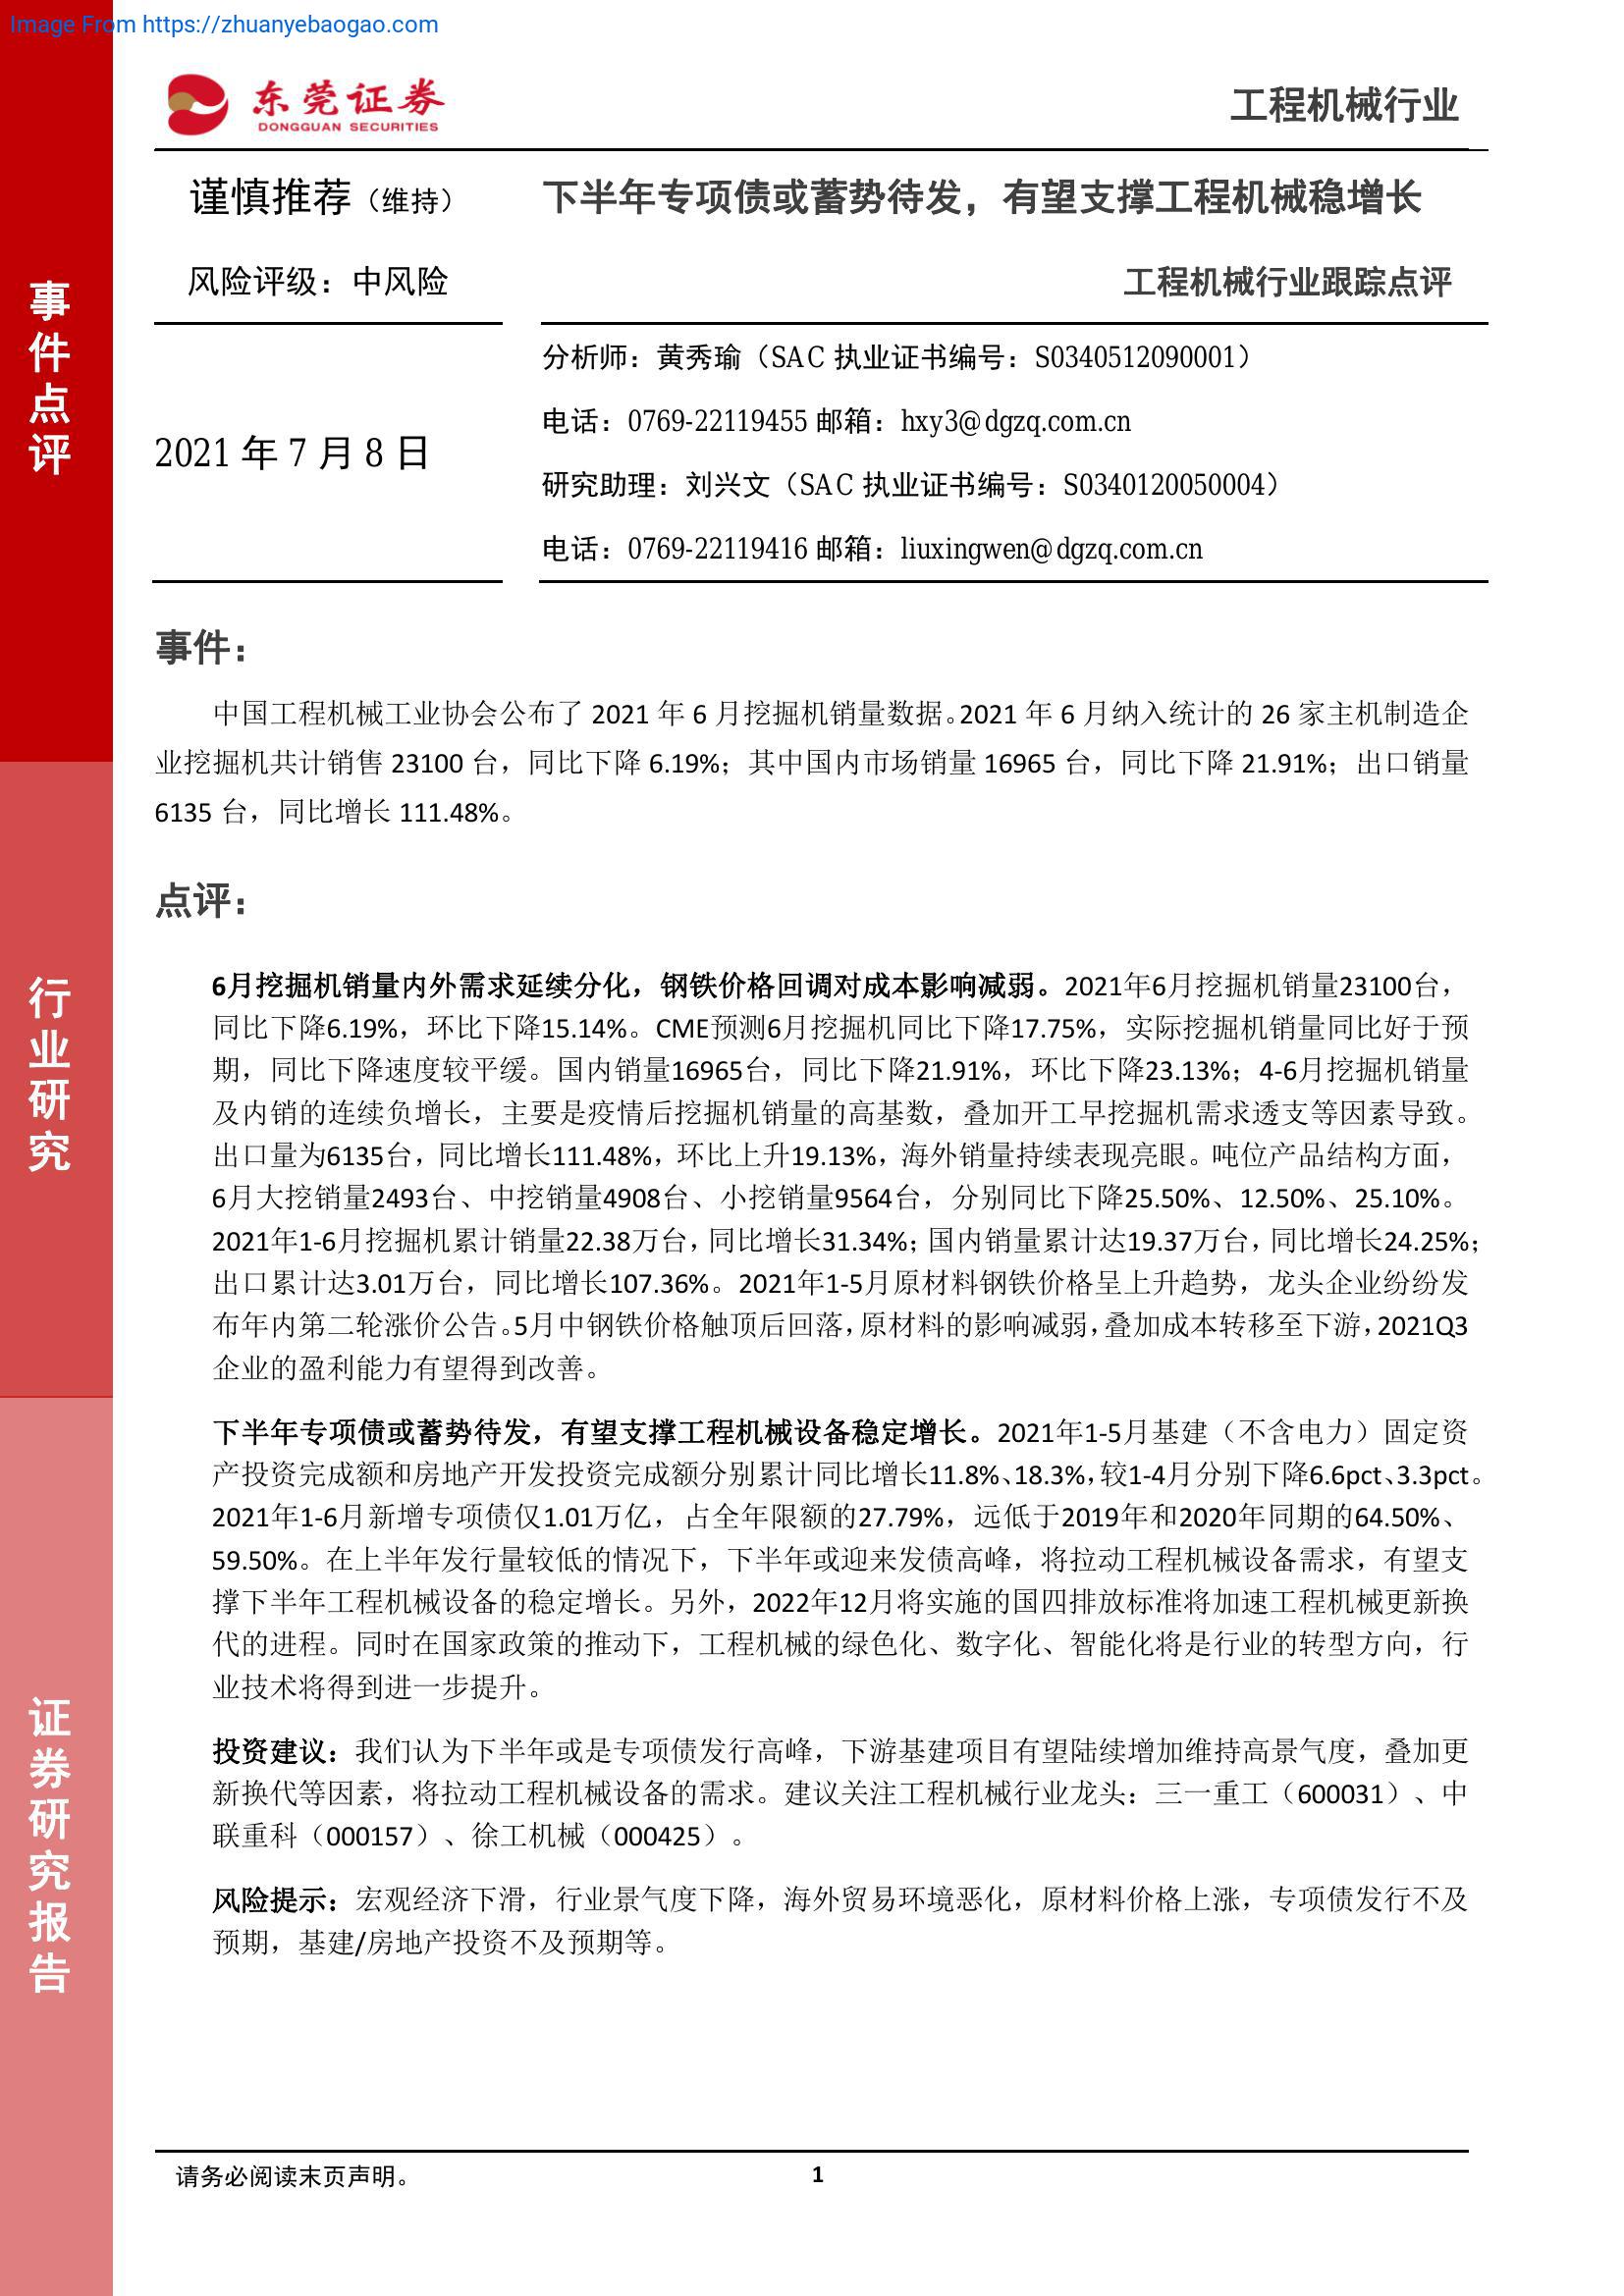 Image From https://zhuanyebaogao.com
东莞证券
DONGGUAN SECURITIES
工程机械行业
谨慎推荐（维持）
下半年专项债或蓄势待发，有望支撑工程机械稳增长
风险评级：中风险
工程机械行业跟踪点评
2021 年 7 月 8 日
分析师：黄秀瑜（SAC 执业证书编号：S0340512090001）
电话：0769-22119455 邮箱：hxy3@dgzq.com.cn
研究助理：刘兴文（SAC 执业证书编号：S0340120050004）
电话：0769-22119416 邮箱：liuxingwen@dgzq.com.cn
事件点评
行业研究
证券研究报告
事件：
中国工程机械工业协会公布了 2021 年 6 月挖掘机销量数据。2021 年 6 月纳入统计的 26 家主机制造企
业挖掘机共计销售 23100 台，同比下降 6.19%；其中国内市场销量 16965 台，同比下降 21.91%；出口销量
6135 台，同比增长 111.48%。
点评：
6月挖掘机销量内外需求延续分化，钢铁价格回调对成本影响减弱。2021年6月挖掘机销量23100台，
同比下降6.19%，环比下降15.14%。CME预测6月挖掘机同比下降17.75%，实际挖掘机销量同比好于预
期，同比下降速度较平缓。国内销量16965台，同比下降21.91%，环比下降23.13%；4-6月挖掘机销量
及内销的连续负增长，主要是疫情后挖掘机销量的高基数，叠加开工早挖掘机需求透支等因素导致。
出口量为6135台，同比增长111.48%，环比上升19.13%，海外销量持续表现亮眼。吨位产品结构方面，
6月大挖销量2493台、中挖销量4908台、小挖销量9564台，分别同比下降25.50%、12.50%、25.10%。
2021年1-6月挖掘机累计销量22.38万台，同比增长31.34%；国内销量累计达19.37万台，同比增长24.25%；
出口累计达3.01万台，同比增长107.36%。2021年1-5月原材料钢铁价格呈上升趋势，龙头企业纷纷发
布年内第二轮涨价公告。5月中钢铁价格触顶后回落，原材料的影响减弱，叠加成本转移至下游，2021Q3
企业的盈利能力有望得到改善。
下半年专项债或蓄势待发，有望支撑工程机械设备稳定增长。2021年1-5月基建（不含电力）固定资
产投资完成额和房地产开发投资完成额分别累计同比增长11.8%、18.3%，较1-4月分别下降6.6pct、3.3pct。
2021年1-6月新增专项债仅1.01万亿，占全年限额的27.79%，远低于2019年和2020年同期的64.50%、
59.50%。在上半年发行量较低的情况下，下半年或迎来发债高峰，将拉动工程机械设备需求，有望支
撑下半年工程机械设备的稳定增长。另外，2022年12月将实施的国四排放标准将加速工程机械更新换
代的进程。同时在国家政策的推动下，工程机械的绿色化、数字化、智能化将是行业的转型方向，行
业技术将得到进一步提升。
投资建议：我们认为下半年或是专项债发行高峰，下游基建项目有望陆续增加维持高景气度，叠加更
新换代等因素，将拉动工程机械设备的需求。建议关注工程机械行业龙头：三一重工（600031）、中
联重科（000157）、徐工机械（000425）。
风险提示：宏观经济下滑，行业景气度下降，海外贸易环境恶化，原材料价格上涨，专项债发行不及
预期，基建/房地产投资不及预期等。
请务必阅读末页声明。
1